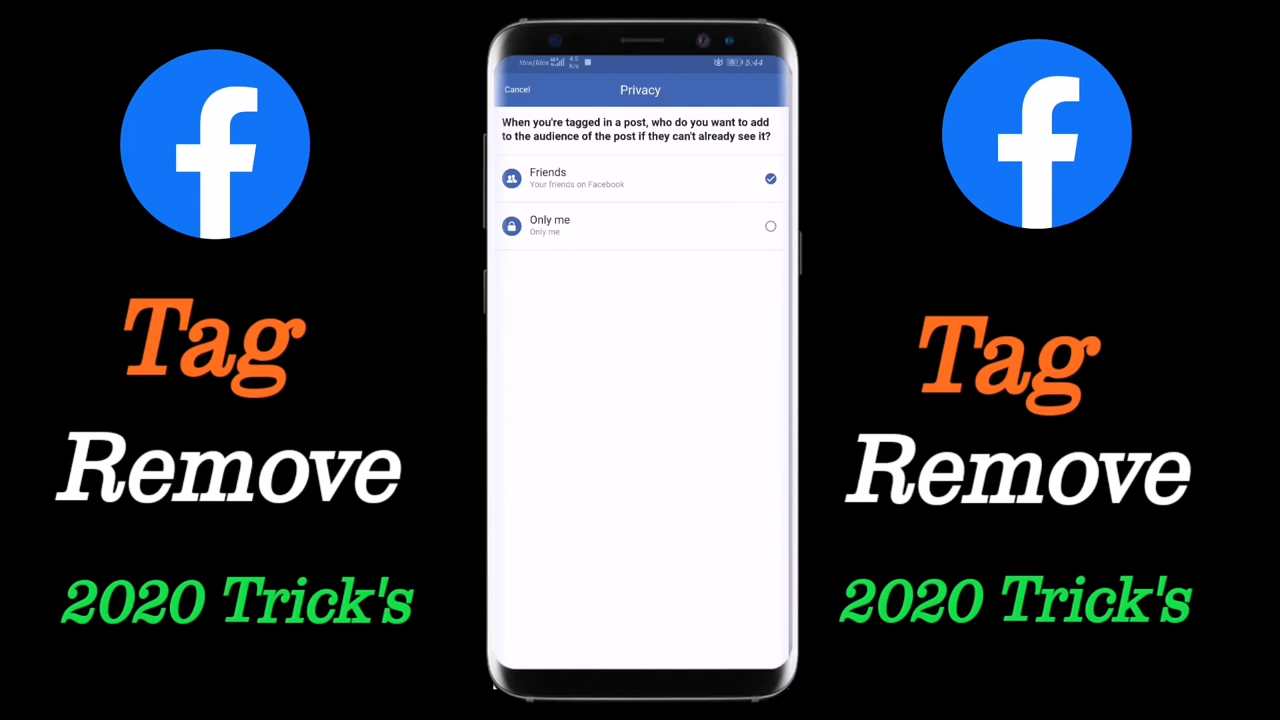 5:44
Cancel
Privacy
When you're tagged in a post, who do you want to add
to the audience of the post if they can't already see it?
Friends
Your friends on Facebook
Only me
Only me
Tag
Remove
2020 Trick's
Tag
Remove
2020 Trick's